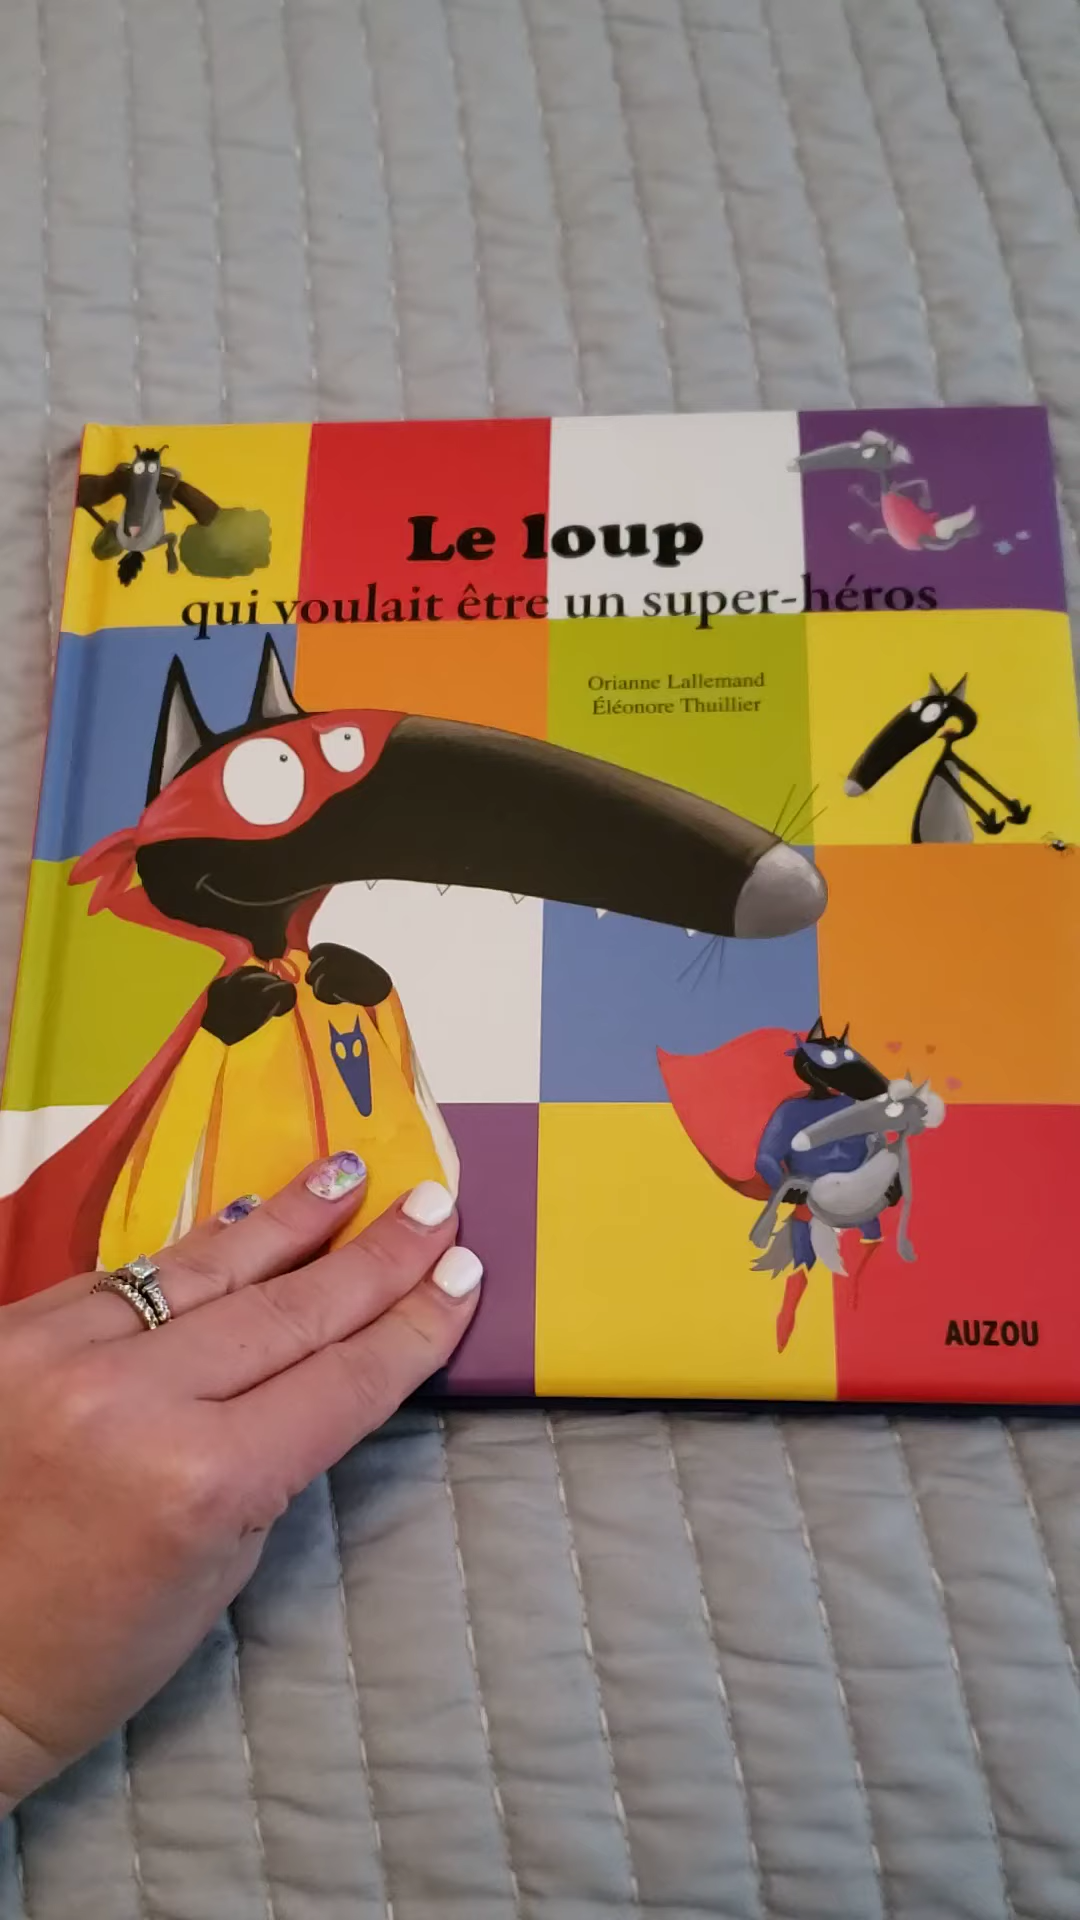 Le loup
qui voulait être un super-héros
Orianne Lallemand
Éléonore Thuillier
AUZOU